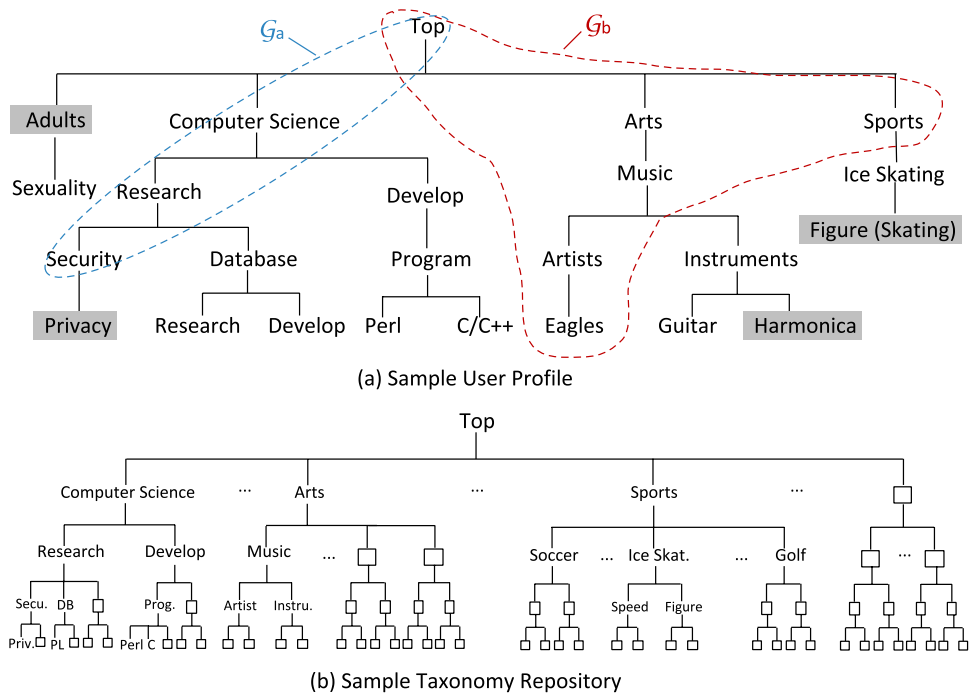 Top
𝒢a
𝒢b
Adults
Computer Science
Arts
Sports
Sexuality
Research
Develop
Music
Ice Skating
Figure (Skating)
Security
Database
Program
Artists
Instruments
Privacy
Research
Develop
Perl
C/C++
Eagles
Guitar
Harmonica
(a) Sample User Profile
Top
Computer Science
...
Arts
...
Sports
...
Research
Develop
Music
...
Soccer
...
Ice Skat.
...
Golf
...
Secu.
DB
Prog.
Artist
Instru.
Speed
Figure
Priv.
PL
Perl
C
(b) Sample Taxonomy Repository